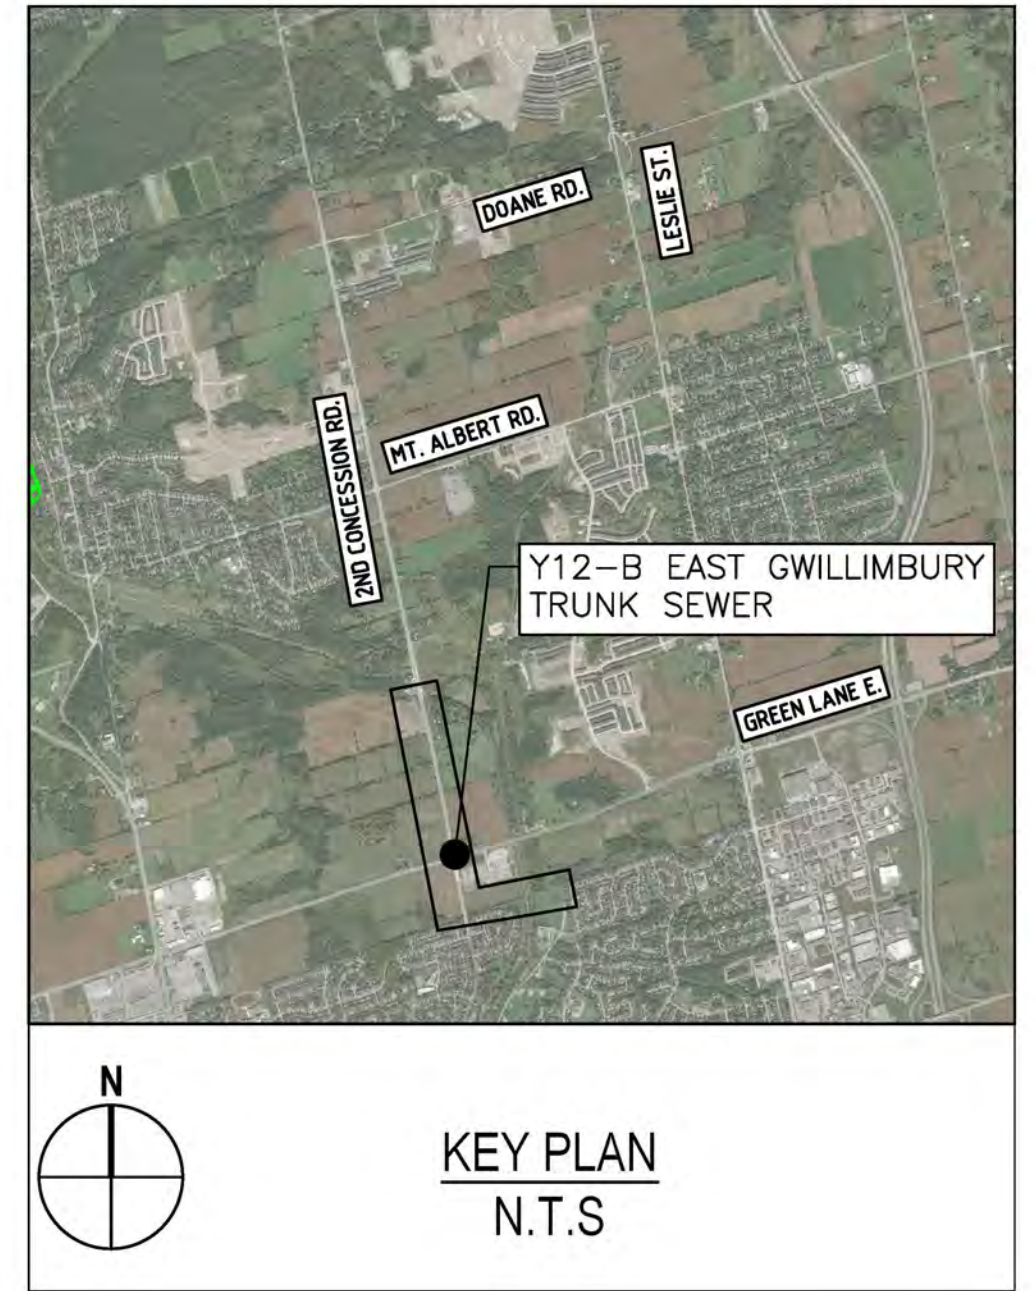 DOANE RD.
LESLIE ST.
2ND CONCESSION RD.
MT. ALBERT RD.
Y12-B EAST GWILLIMBURY
TRUNK SEWER
GREEN LANE E.
N
KEY PLAN
N.T.S